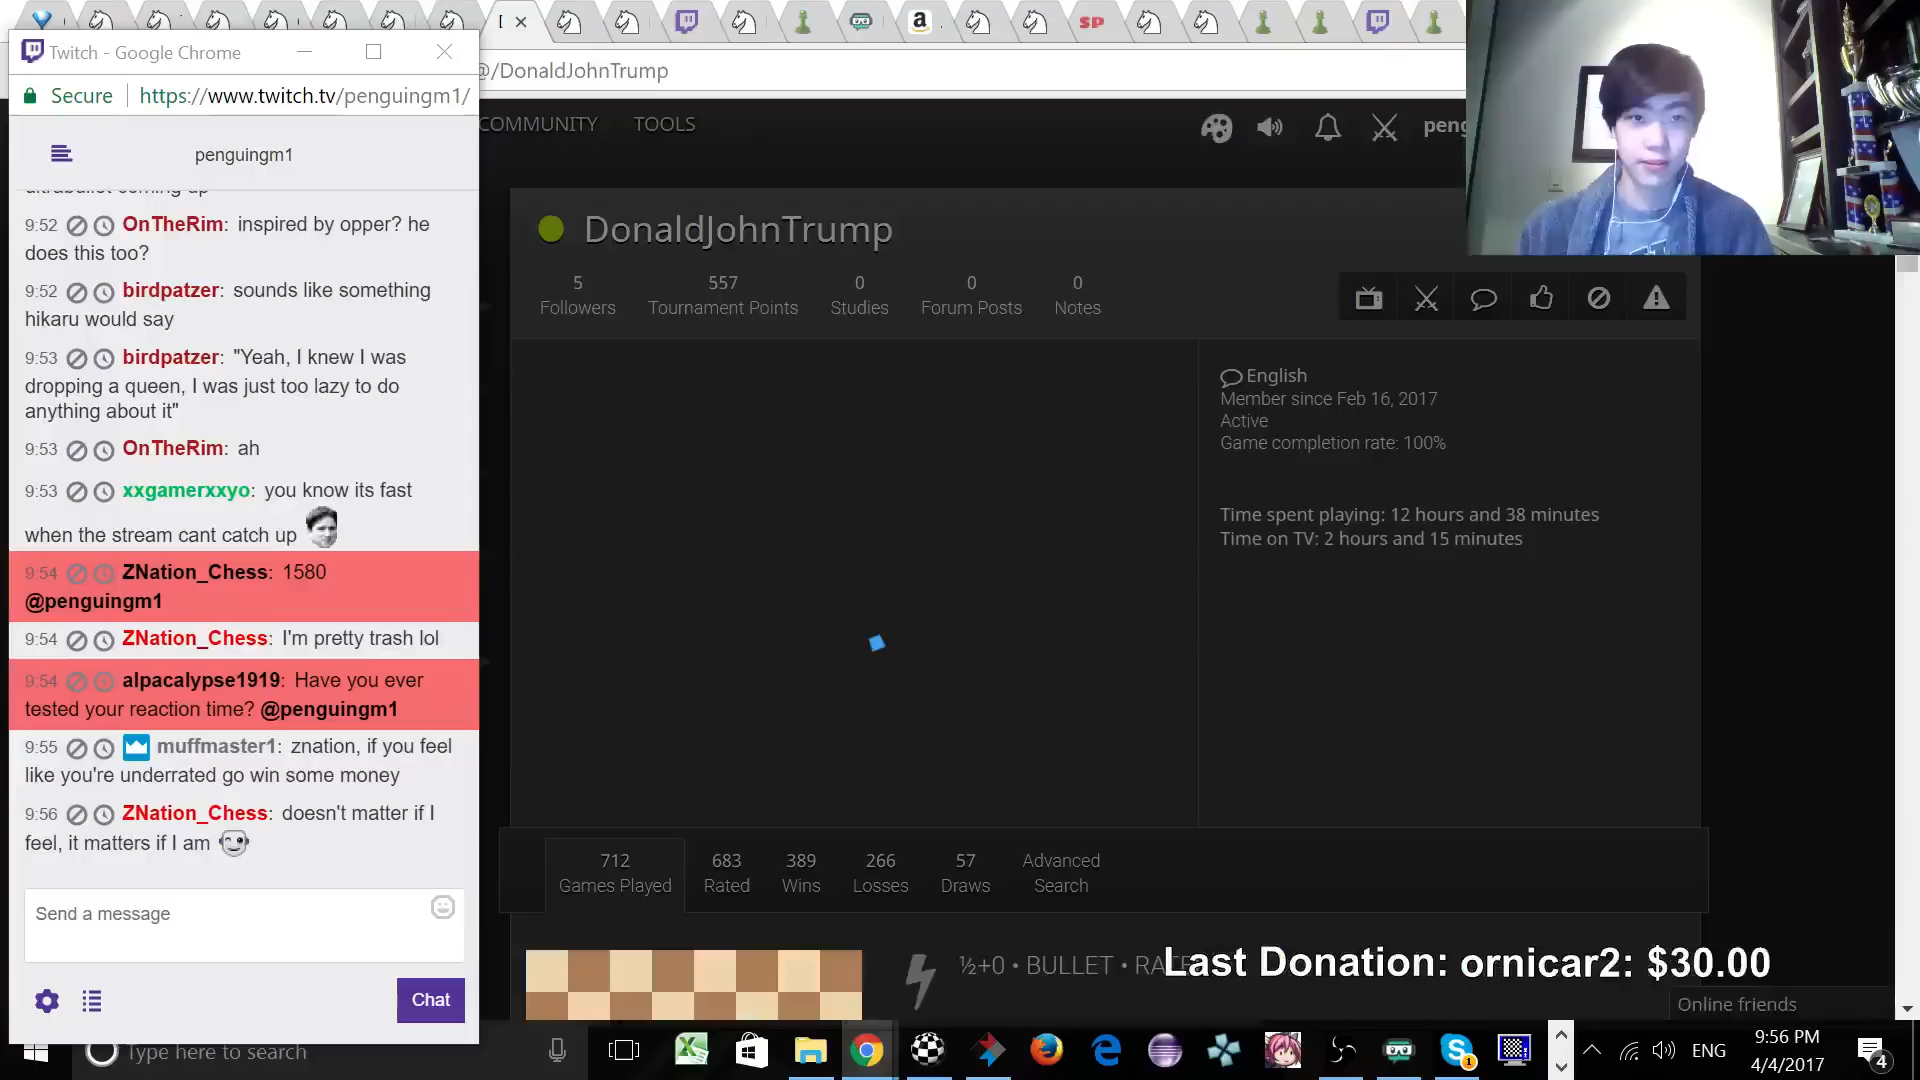 Twitch - Google Chrome
@/DonaldJohnTrump
Secure
https://www.twitch.tv/penguingm1/
COMMUNITY
TOOLS
peng
penguingm1
ultrabullet coming up
9:52 OnTheRim: inspired by opper? he
does this too?
9:52 birdpatzer: sounds like something
hikaru would say
9:53 birdpatzer: "Yeah, I knew I was
dropping a queen, I was just too lazy to do
anything about it"
9:53 OnTheRim: ah
9:53 xxgamerxxyo: you know its fast
when the stream cant catch up
9:54 ZNation_Chess: 1580
@penguingm1
9:54 ZNation_Chess: I'm pretty trash lol
9:54 alpacalypse1919: Have you ever
tested your reaction time? @penguingm1
9:55 muffmaster1: znation, if you feel
like you're underrated go win some money
9:56 ZNation_Chess: doesn't matter if I
feel, it matters if I am
Send a message
Chat
DonaldJohnTrump
5 557 0 0 0
Followers Tournament Points Studies Forum Posts Notes
English
Member since Feb 16, 2017
Active
Game completion rate: 100%
Time spent playing: 12 hours and 38 minutes
Time on TV: 2 hours and 15 minutes
712 683 389 266 57 Advanced
Games Played Rated Wins Losses Draws Search
½+0 • BULLET • RATE
Last Donation: ornicar2: $30.00
Online friends
Type here to search
ENG
9:56 PM
4/4/2017
4
1
a
SP